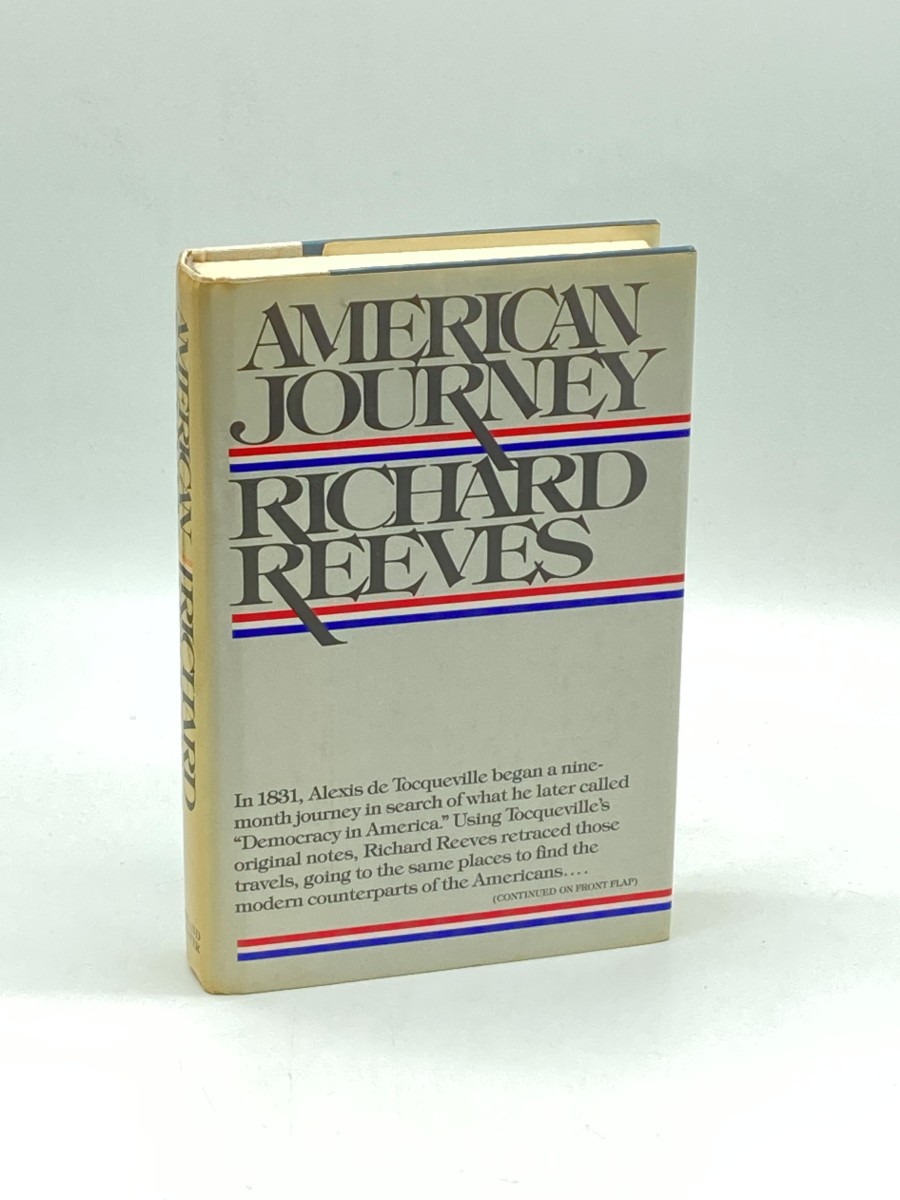 AMERICAN
JOURNEY
RICHARD
REEVES
In 1831, Alexis de Tocqueville began a nine-
month journey in search of what he later called
“Democracy in America.” Using Tocqueville’s
original notes, Richard Reeves retraced those
travels, going to the same places to find the
modern counterparts of the Americans....
(CONTINUED ON FRONT FLAP)
AMERICAN
RICHARD